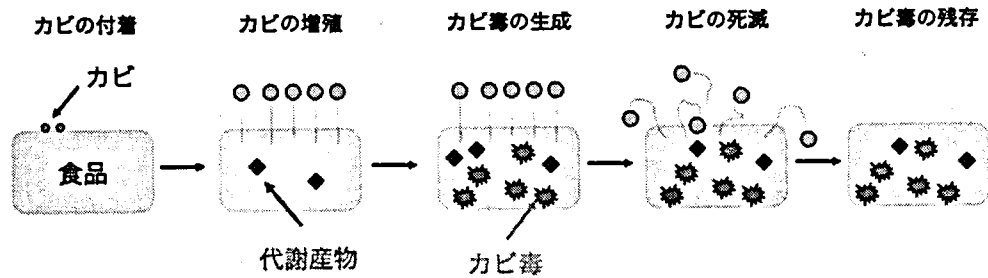 カビの付着
カビの増殖
カビ毒の生成
カビの死滅
カビ毒の残存
カビ
食品
代謝産物
カビ毒